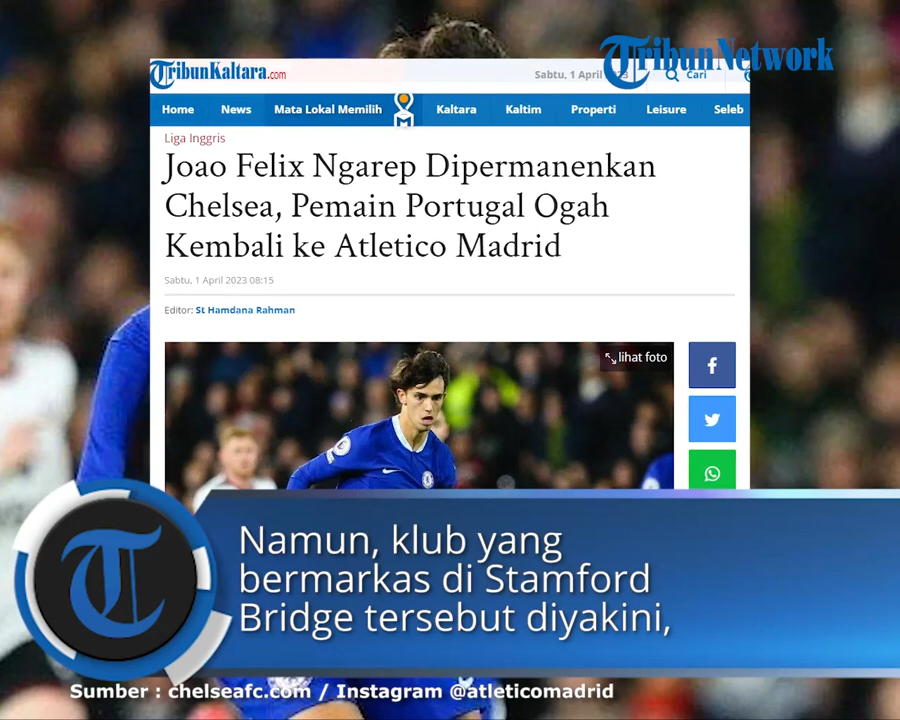 TribunNetwork
TribunKaltara.com
Sabtu, 1 April
Cari
Home News Mata Lokal Memilih Kaltara Kaltim Properti Leisure Seleb
Liga Inggris
Joao Felix Ngarep Dipermanenkan
Chelsea, Pemain Portugal Ogah
Kembali ke Atletico Madrid
Sabtu, 1 April 2023 08:15
Editor: St Hamdana Rahman
lihat foto
Namun, klub yang
bermarkas di Stamford
Bridge tersebut diyakini,
Sumber : chelseafc.com / Instagram @atleticomadrid